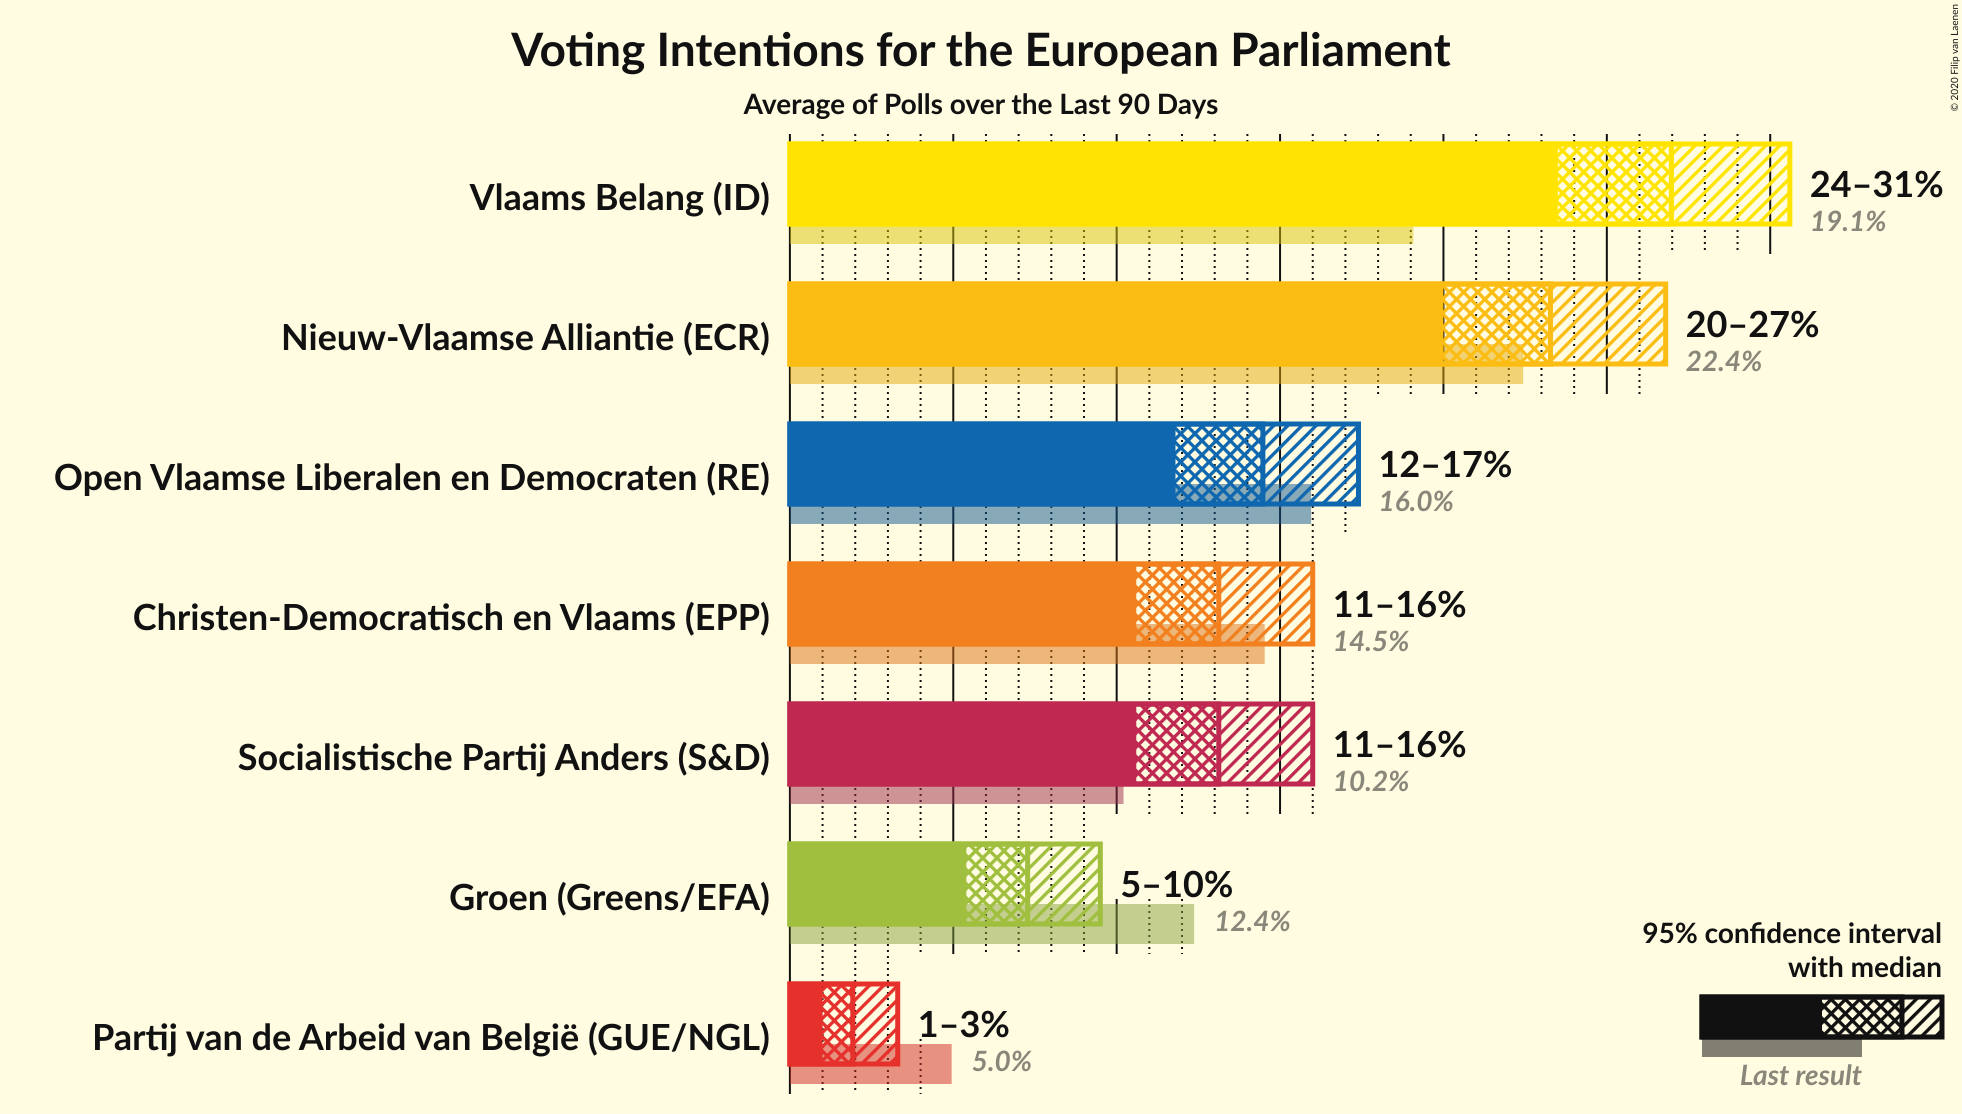 © 2020 Filip van Laenen
Voting Intentions for the European Parliament
Average of Polls over the Last 90 Days
Vlaams Belang (ID)
24–31%
19.1%
Nieuw-Vlaamse Alliantie (ECR)
20–27%
22.4%
Open Vlaamse Liberalen en Democraten (RE)
12–17%
16.0%
Christen-Democratisch en Vlaams (EPP)
11–16%
14.5%
Socialistische Partij Anders (S&D)
11–16%
10.2%
Groen (Greens/EFA)
5–10%
12.4%
Partij van de Arbeid van België (GUE/NGL)
1–3%
5.0%
95% confidence interval
with median
Last result